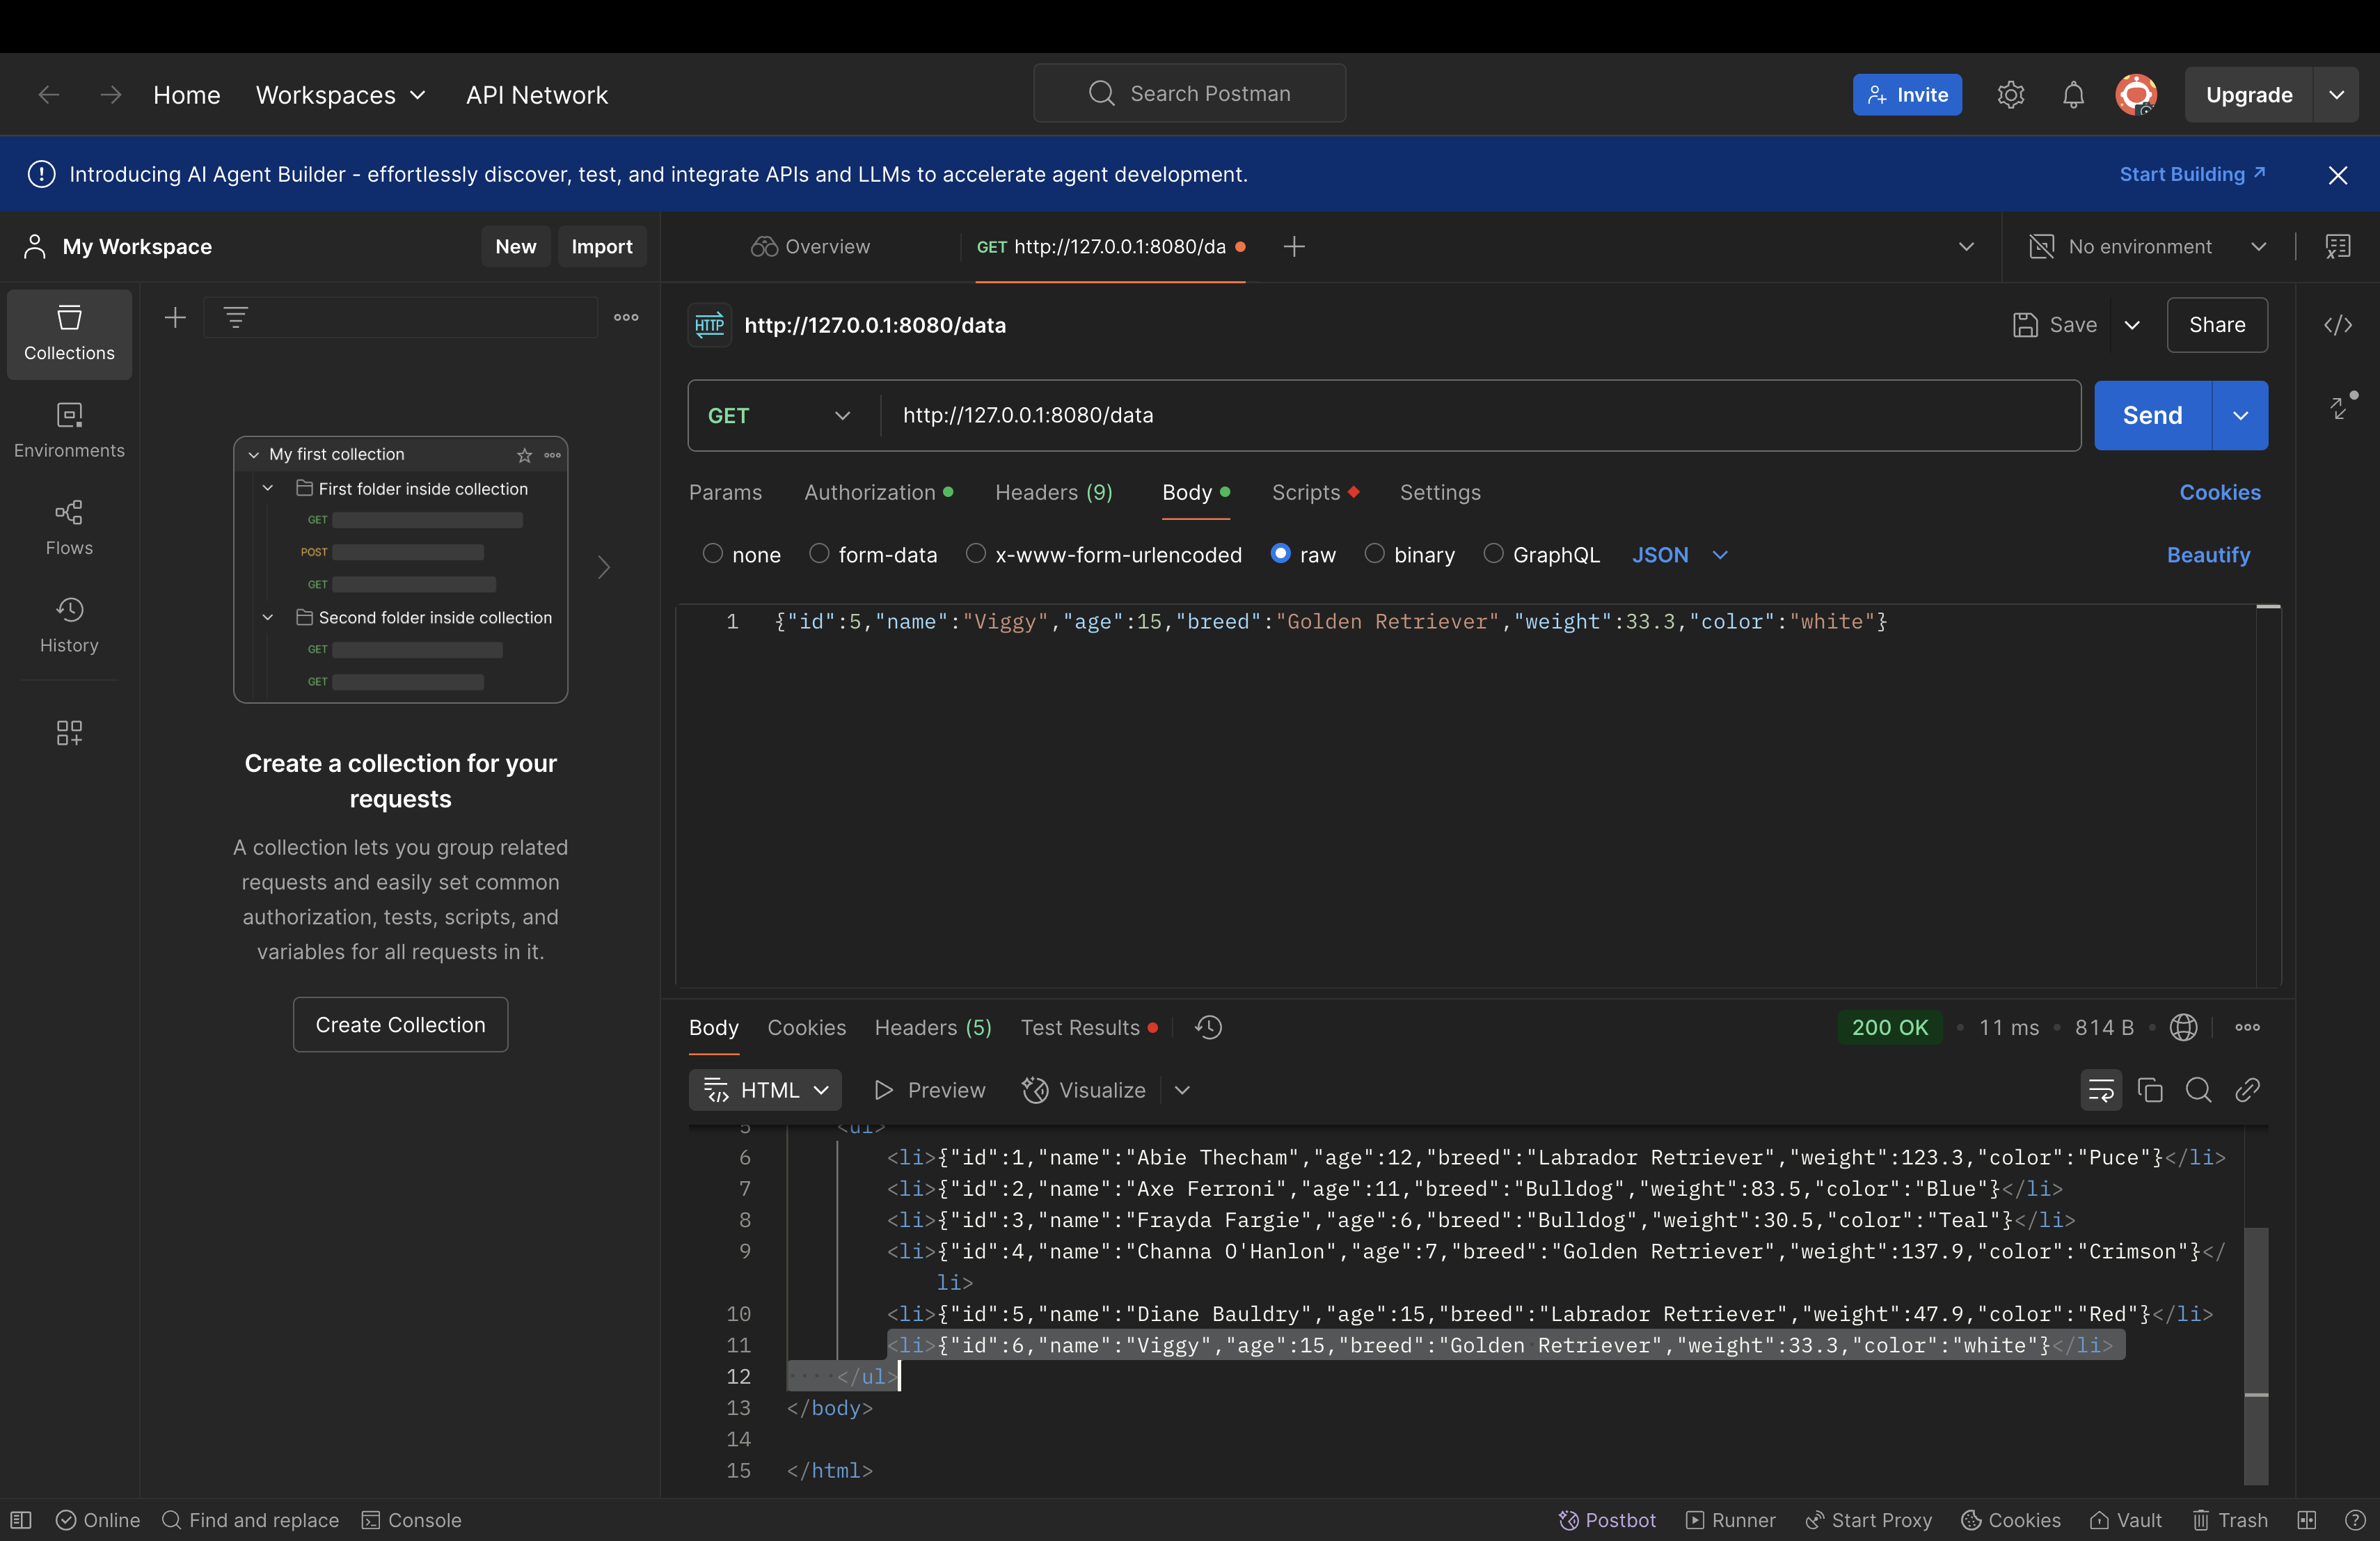 Home Workspaces API Network Search Postman Invite Upgrade
Introducing AI Agent Builder - effortlessly discover, test, and integrate APIs and LLMs to accelerate agent development. Start Building
My Workspace New Import Overview GET http://127.0.0.1:8080/da No environment
Collections
Environments
Flows
History
My first collection
First folder inside collection
GET
POST
GET
Second folder inside collection
GET
GET
Create a collection for your
requests
A collection lets you group related
requests and easily set common
authorization, tests, scripts, and
variables for all requests in it.
Create Collection
HTTP http://127.0.0.1:8080/data Save Share
GET http://127.0.0.1:8080/data Send
Params Authorization Headers (9) Body Scripts Settings Cookies
none form-data x-www-form-urlencoded raw binary GraphQL JSON Beautify
1 {"id":5,"name":"Viggy","age":15,"breed":"Golden Retriever","weight":33.3,"color":"white"}
Body Cookies Headers (5) Test Results 200 OK 11 ms 814 B
HTML Preview Visualize
5 <ul>
6 <li>{"id":1,"name":"Abie Thecham","age":12,"breed":"Labrador Retriever","weight":123.3,"color":"Puce"}</li>
7 <li>{"id":2,"name":"Axe Ferroni","age":11,"breed":"Bulldog","weight":83.5,"color":"Blue"}</li>
8 <li>{"id":3,"name":"Frayda Fargie","age":6,"breed":"Bulldog","weight":30.5,"color":"Teal"}</li>
9 <li>{"id":4,"name":"Channa O'Hanlon","age":7,"breed":"Golden Retriever","weight":137.9,"color":"Crimson"}</
li>
10 <li>{"id":5,"name":"Diane Bauldry","age":15,"breed":"Labrador Retriever","weight":47.9,"color":"Red"}</li>
11 <li>{"id":6,"name":"Viggy","age":15,"breed":"Golden Retriever","weight":33.3,"color":"white"}</li>
12 </ul>
13 </body>
14
15 </html>
Online Find and replace Console Postbot Runner Start Proxy Cookies Vault Trash